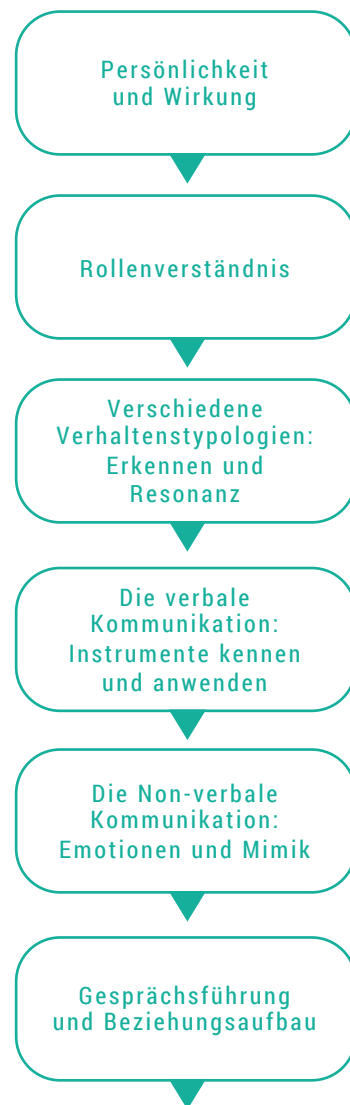 Persönlichkeit
und Wirkung
Rollenverständnis
Verschiedene
Verhaltenstypologien:
Erkennen und
Resonanz
Die verbale
Kommunikation:
Instrumente kennen
und anwenden
Die Non-verbale
Kommunikation:
Emotionen und Mimik
Gesprächsführung
und Beziehungsaufbau